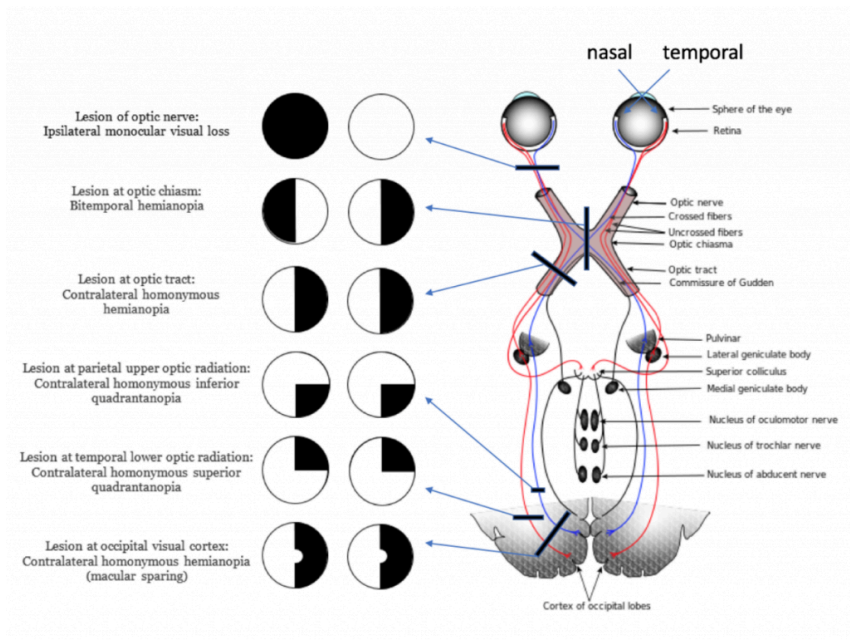 nasal temporal
Lesion of optic nerve:
Ipsilateral monocular visual loss
Lesion at optic chiasm:
Bitemporal hemianopia
Lesion at optic tract:
Contralateral homonymous
hemianopia
Lesion at parietal upper optic radiation:
Contralateral homonymous inferior
quadrantanopia
Lesion at temporal lower optic radiation:
Contralateral homonymous superior
quadrantanopia
Lesion at occipital visual cortex:
Contralateral homonymous hemianopia
(macular sparing)
Sphere of the eye
Retina
Optic nerve
Crossed fibers
Uncrossed fibers
Optic chiasma
Optic tract
Commissure of Gudden
Pulvinar
Lateral geniculate body
Superior colliculus
Medial geniculate body
Nucleus of oculomotor nerve
Nucleus of trochlar nerve
Nucleus of abducent nerve
Cortex of occipital lobes